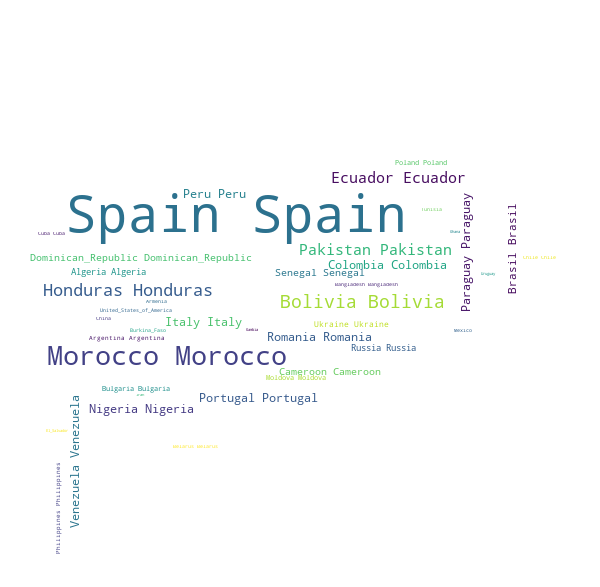 Poland Poland
Ecuador Ecuador
Peru Peru
Spain Spain
Paraguay Paraguay
Brasil Brasil
Cuba Cuba
Pakistan Pakistan
Dominican_Republic Dominican_Republic
Colombia Colombia
Algeria Algeria
Senegal Senegal
Bangladesh Bangladesh
Honduras Honduras
Bolivia Bolivia
Armenia
United_States_of_America
China
Italy Italy
Ukraine Ukraine
Burkina_Faso
Mexico
Argentina Argentina
Romania Romania
Russia Russia
Morocco Morocco
Cameroon Cameroon
Moldova Moldova
Bulgaria Bulgaria
Portugal Portugal
Nigeria Nigeria
Venezuela Venezuela
Philippines Philippines